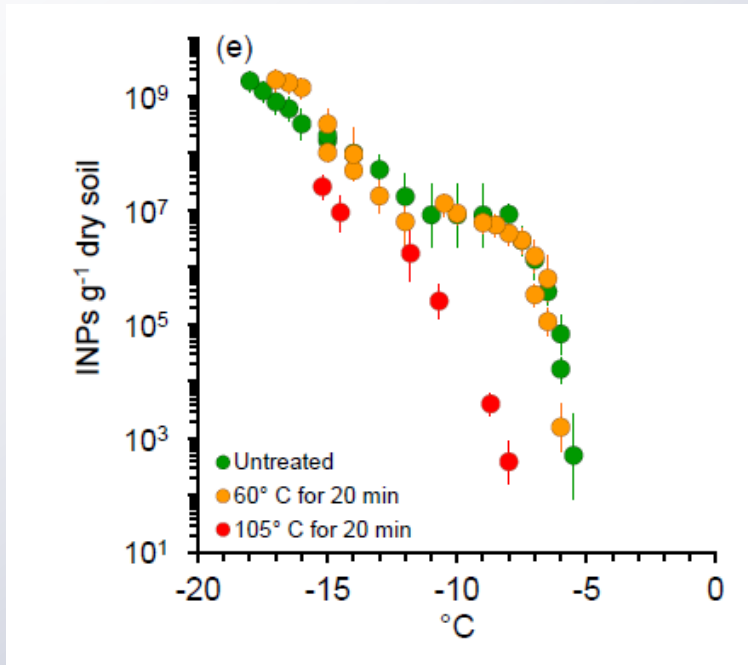 (e)
10⁹
10⁷
10⁵
10³
10¹
INPs g⁻¹ dry soil
Untreated
60° C for 20 min
105° C for 20 min
-20 -15 -10 -5 0
°C